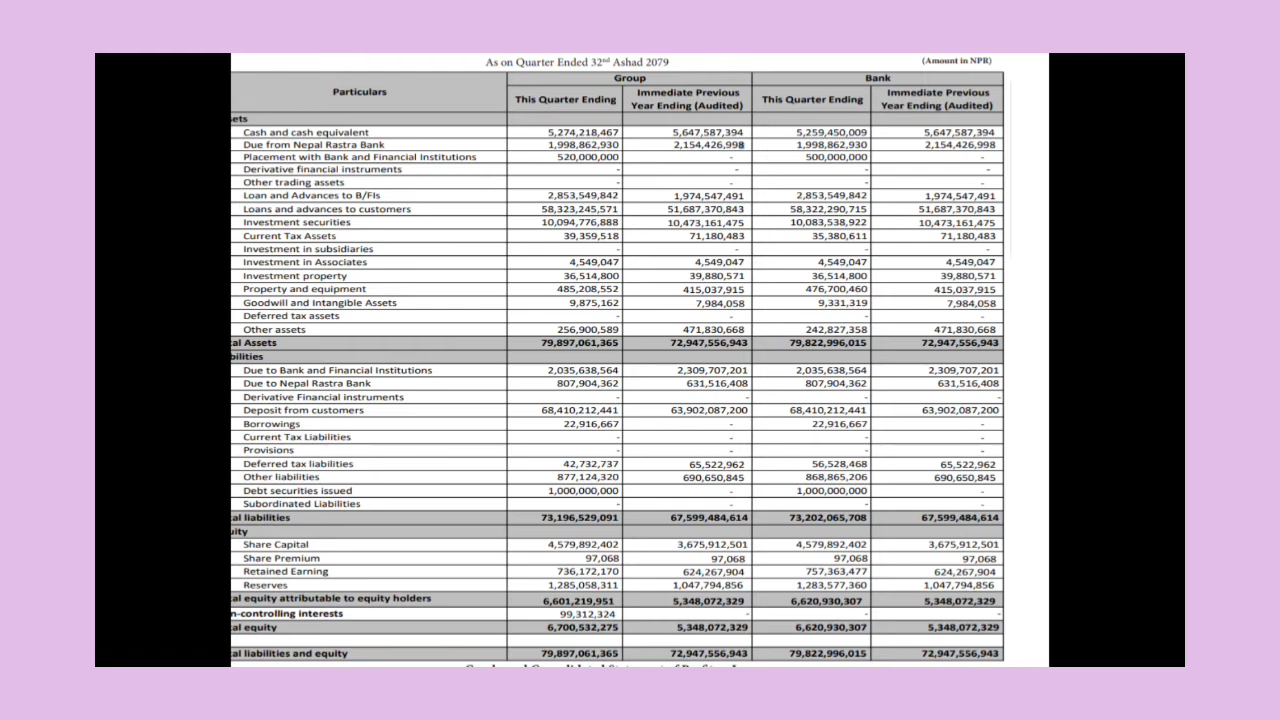 As on Quarter Ended 32nd Ashad 2079 (Amount in NPR)
Group Bank
Particulars This Quarter Ending Immediate Previous Year Ending (Audited) This Quarter Ending Immediate Previous Year Ending (Audited)
ets
Cash and cash equivalent 5,274,218,467 5,647,587,394 5,259,450,009 5,647,587,394
Due from Nepal Rastra Bank 1,998,862,930 2,154,426,998 1,998,862,930 2,154,426,998
Placement with Bank and Financial Institutions 520,000,000 - 500,000,000 -
Derivative financial instruments - - - -
Other trading assets - - - -
Loan and Advances to B/FIs 2,853,549,842 1,974,547,491 2,853,549,842 1,974,547,491
Loans and advances to customers 58,323,245,571 51,687,370,843 58,322,290,715 51,687,370,843
Investment securities 10,094,776,888 10,473,161,475 10,083,538,922 10,473,161,475
Current Tax Assets 39,359,518 71,180,483 35,380,611 71,180,483
Investment in subsidiaries - - - -
Investment in Associates 4,549,047 4,549,047 4,549,047 4,549,047
Investment property 36,514,800 39,880,571 36,514,800 39,880,571
Property and equipment 485,208,552 415,037,915 476,700,460 415,037,915
Goodwill and Intangible Assets 9,875,162 7,984,058 9,331,319 7,984,058
Deferred tax assets - - - -
Other assets 256,900,589 471,830,668 242,827,358 471,830,668
al Assets 79,897,061,365 72,947,556,943 79,822,996,015 72,947,556,943
bilities
Due to Bank and Financial Institutions 2,035,638,564 2,309,707,201 2,035,638,564 2,309,707,201
Due to Nepal Rastra Bank 807,904,362 631,516,408 807,904,362 631,516,408
Derivative Financial instruments - - - -
Deposit from customers 68,410,212,441 63,902,087,200 68,410,212,441 63,902,087,200
Borrowings 22,916,667 - 22,916,667 -
Current Tax Liabilities - - - -
Provisions - - - -
Deferred tax liabilities 42,732,737 65,522,962 56,528,468 65,522,962
Other liabilities 877,124,320 690,650,845 868,865,206 690,650,845
Debt securities issued 1,000,000,000 - 1,000,000,000 -
Subordinated Liabilities - - - -
al liabilities 73,196,529,091 67,599,484,614 73,202,065,708 67,599,484,614
uity
Share Capital 4,579,892,402 3,675,912,501 4,579,892,402 3,675,912,501
Share Premium 97,068 97,068 97,068 97,068
Retained Earning 736,172,170 624,267,904 757,363,477 624,267,904
Reserves 1,285,058,311 1,047,794,856 1,283,577,360 1,047,794,856
al equity attributable to equity holders 6,601,219,951 5,348,072,329 6,620,930,307 5,348,072,329
n-controlling interests 99,312,324 - - -
al equity 6,700,532,275 5,348,072,329 6,620,930,307 5,348,072,329
al liabilities and equity 79,897,061,365 72,947,556,943 79,822,996,015 72,947,556,943